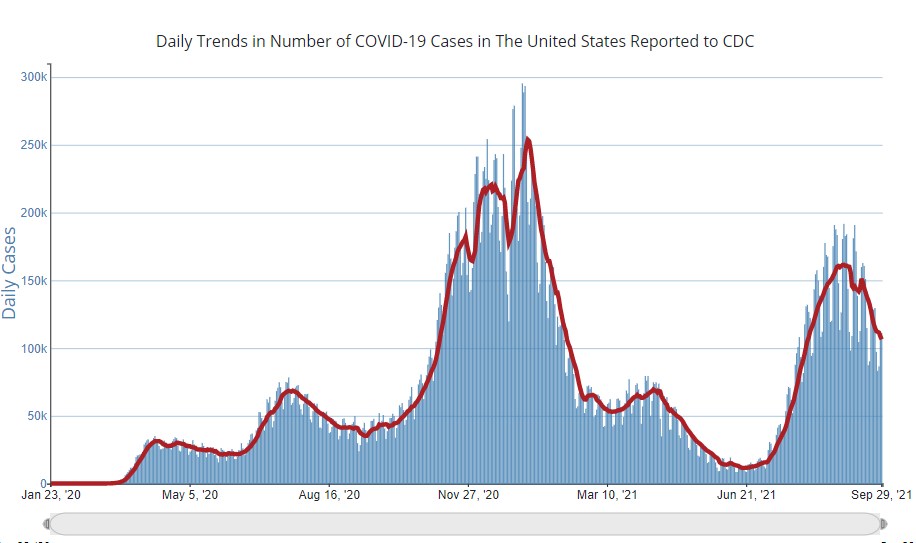 Daily Trends in Number of COVID-19 Cases in The United States Reported to CDC
Daily Cases
300k
250k
200k
150k
100k
50k
0
Jan 23, '20
May 5, '20
Aug 16, '20
Nov 27, '20
Mar 10, '21
Jun 21, '21
Sep 29, '21